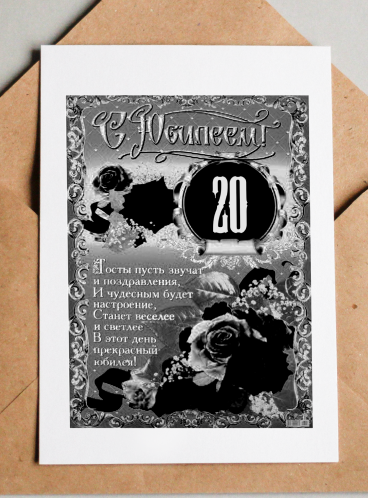 С Юбилеем!
20
Тосты пусть звучат
и поздравления,
И чудесным будет
настроение,
Станет веселее
и светлее
В этот день
прекрасный
юбилея!